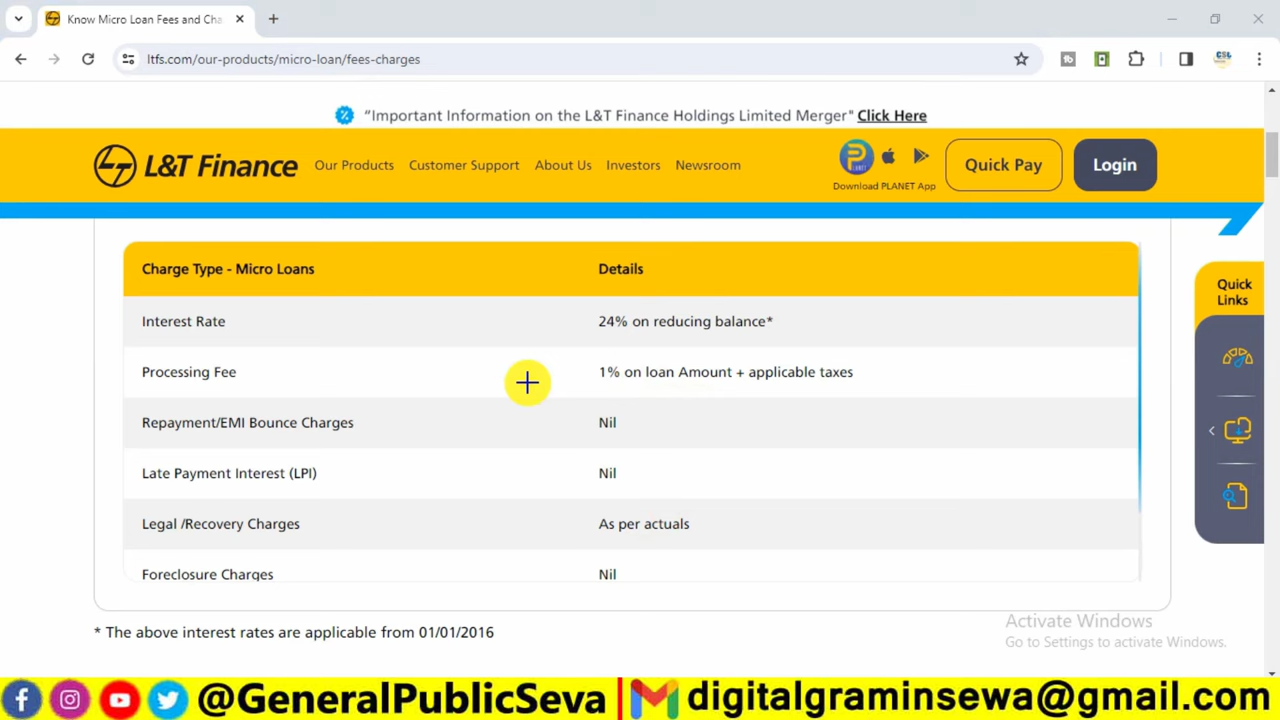 Know Micro Loan Fees and Cha
ltfs.com/our-products/micro-loan/fees-charges
CSL
“Important Information on the L&T Finance Holdings Limited Merger" Click Here
L&T Finance
Our Products Customer Support About Us Investors Newsroom
Download PLANET App
Quick Pay
Login
Quick
Links
Charge Type - Micro Loans Details
Interest Rate 24% on reducing balance*
Processing Fee 1% on loan Amount + applicable taxes
Repayment/EMI Bounce Charges Nil
Late Payment Interest (LPI) Nil
Legal /Recovery Charges As per actuals
Foreclosure Charges Nil
* The above interest rates are applicable from 01/01/2016
Activate Windows
Go to Settings to activate Windows.
@GeneralPublicSeva digitalgraminsewa@gmail.com